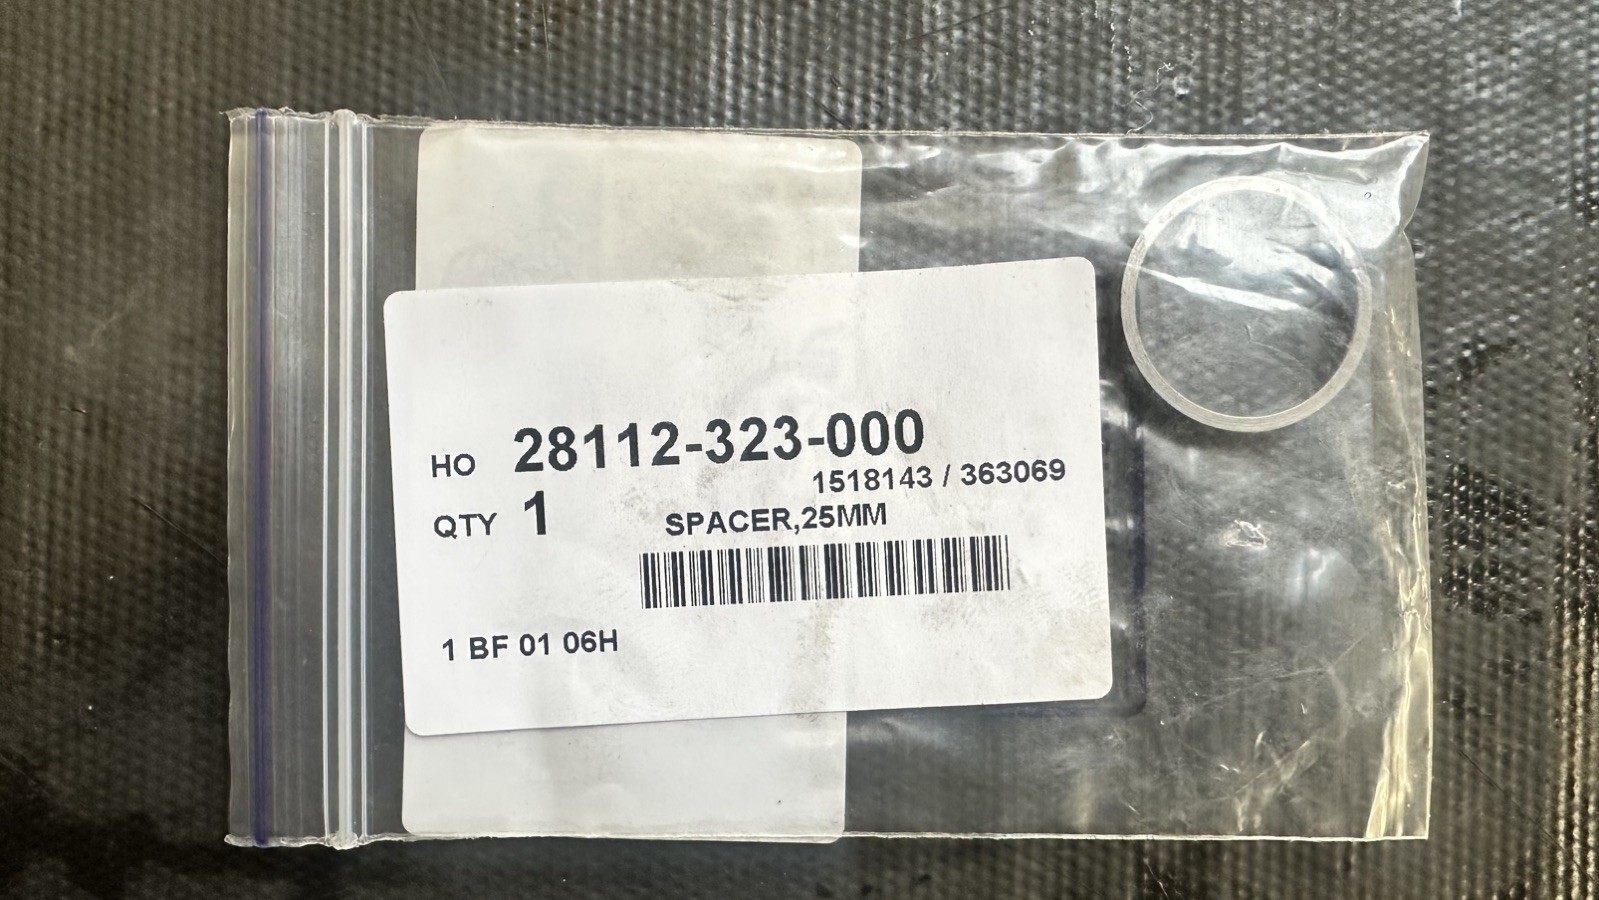 HO 28112-323-000
1518143 / 363069
QTY 1 SPACER,25MM
1 BF 01 06H